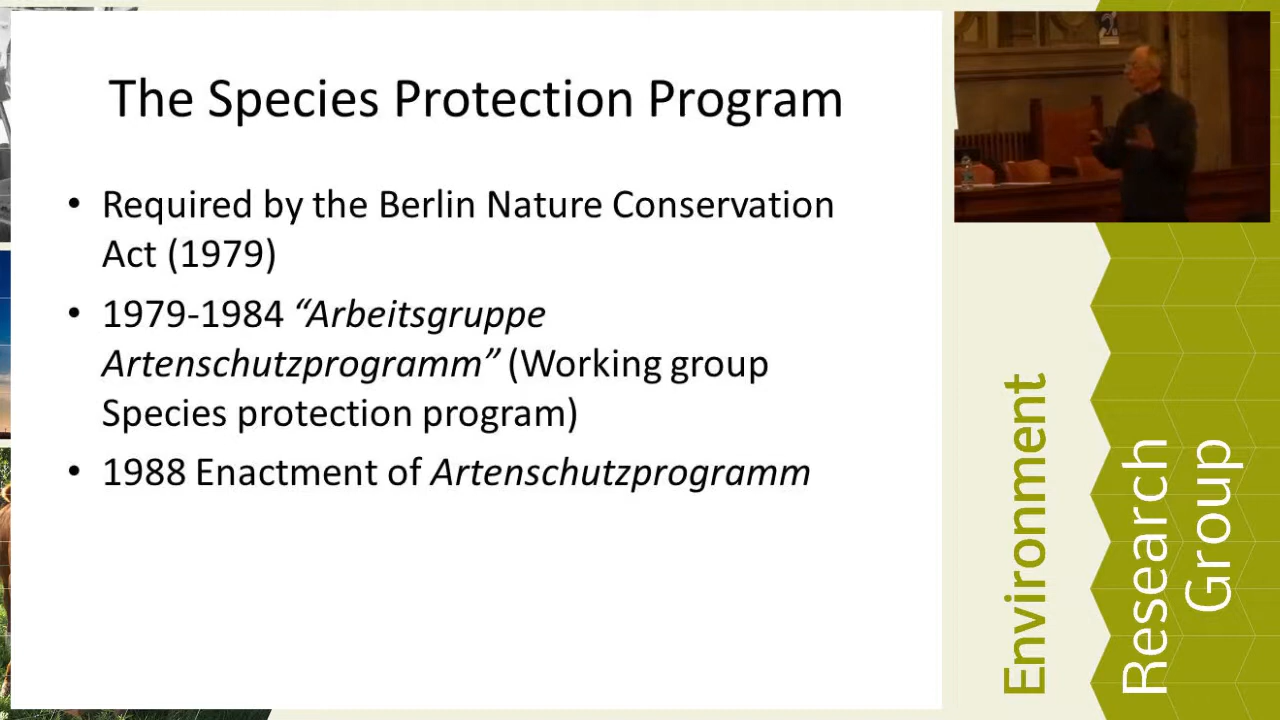 The Species Protection Program
• Required by the Berlin Nature Conservation
Act (1979)
• 1979-1984 “Arbeitsgruppe
Artenschutzprogramm” (Working group
Species protection program)
• 1988 Enactment of Artenschutzprogramm
Environment
Research
Group